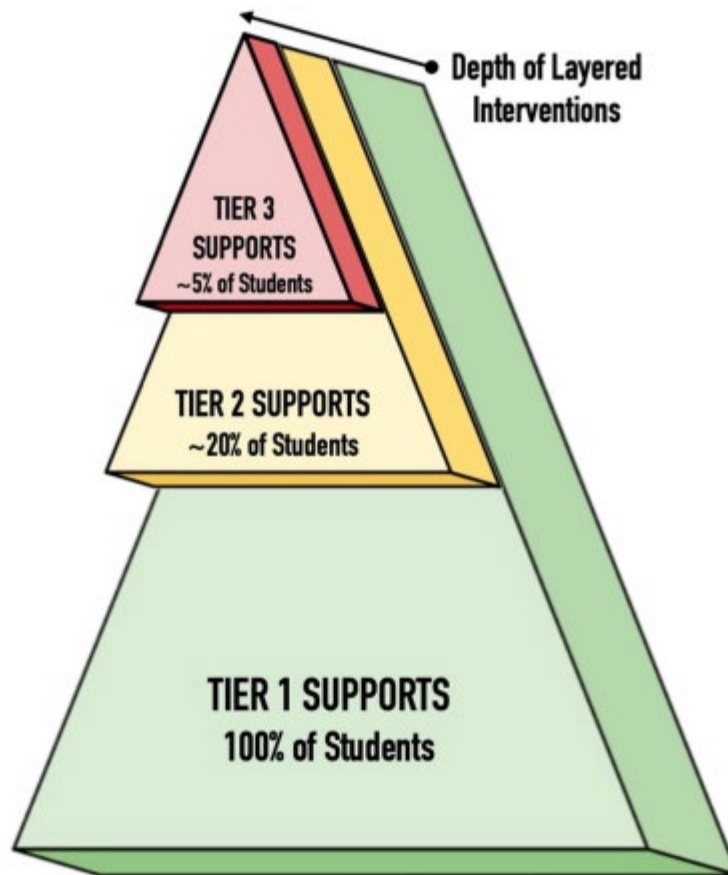 Depth of Layered
Interventions
TIER 3
SUPPORTS
~5% of Students
TIER 2 SUPPORTS
~20% of Students
TIER 1 SUPPORTS
100% of Students